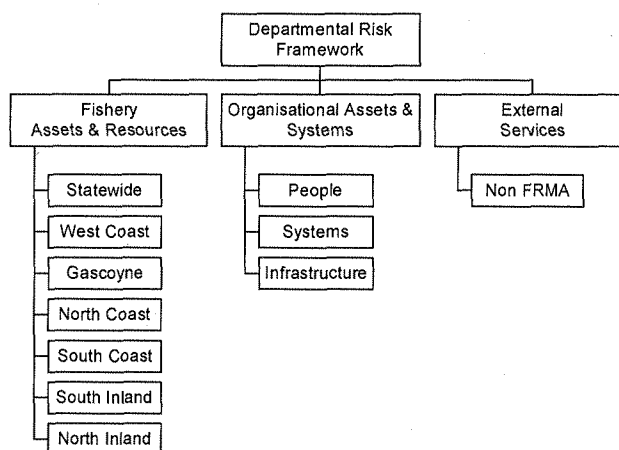 Departmental Risk
Framework
Fishery
Assets & Resources
Organisational Assets &
Systems
External
Services
Statewide
West Coast
Gascoyne
North Coast
South Coast
South Inland
North Inland
People
Systems
Infrastructure
Non FRMA